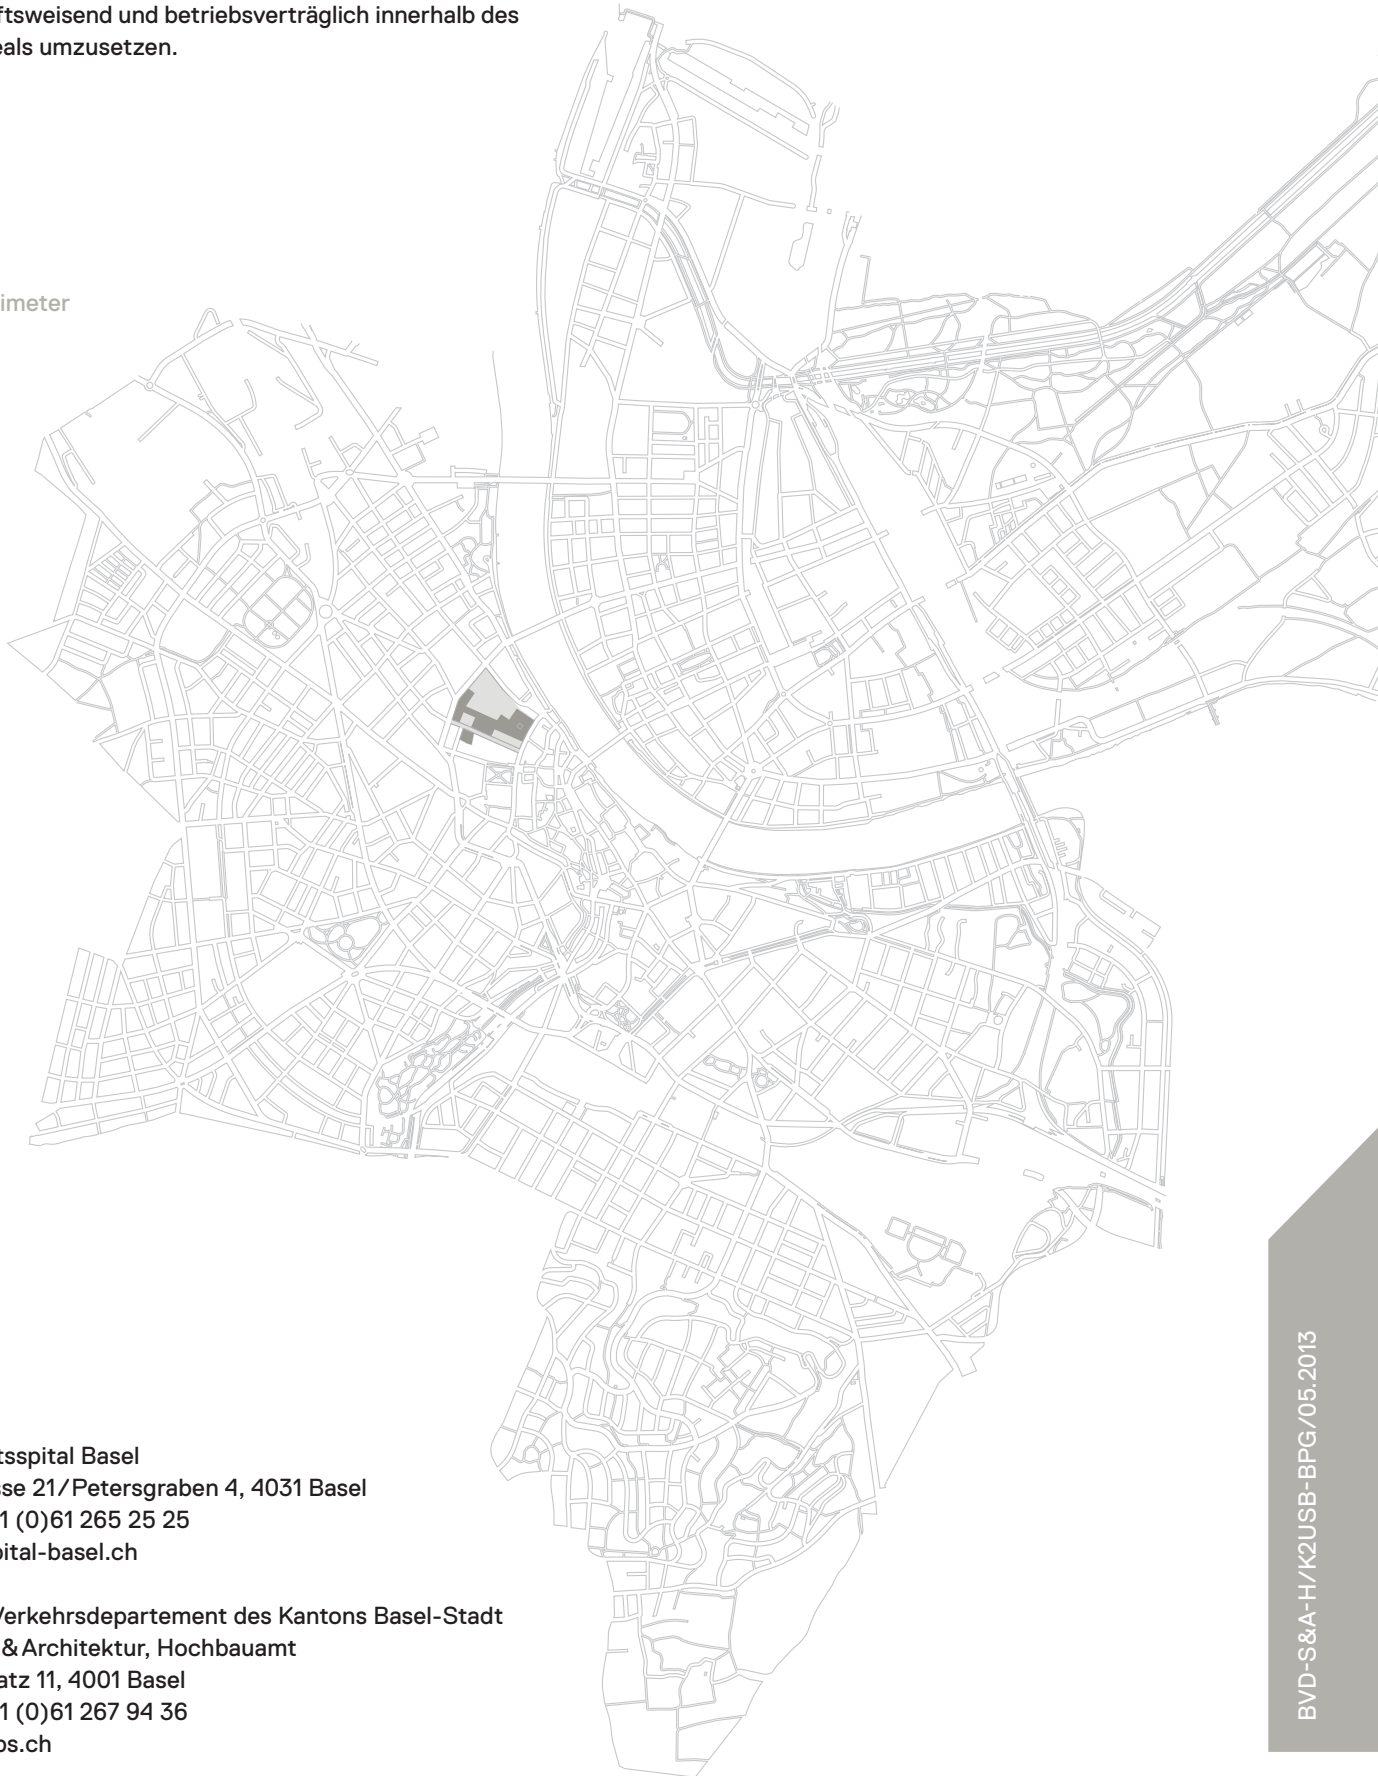 ftsweisend und betriebsverträglich innerhalb des
eals umzusetzen.
imeter
tsspital Basel
sse 21/Petersgraben 4, 4031 Basel
1 (0)61 265 25 25
pital-basel.ch
Verkehrsdepartement des Kantons Basel-Stadt
& Architektur, Hochbauamt
atz 11, 4001 Basel
1 (0)61 267 94 36
bs.ch
BVD-S&A-H/K2USB-BPG/05.2013